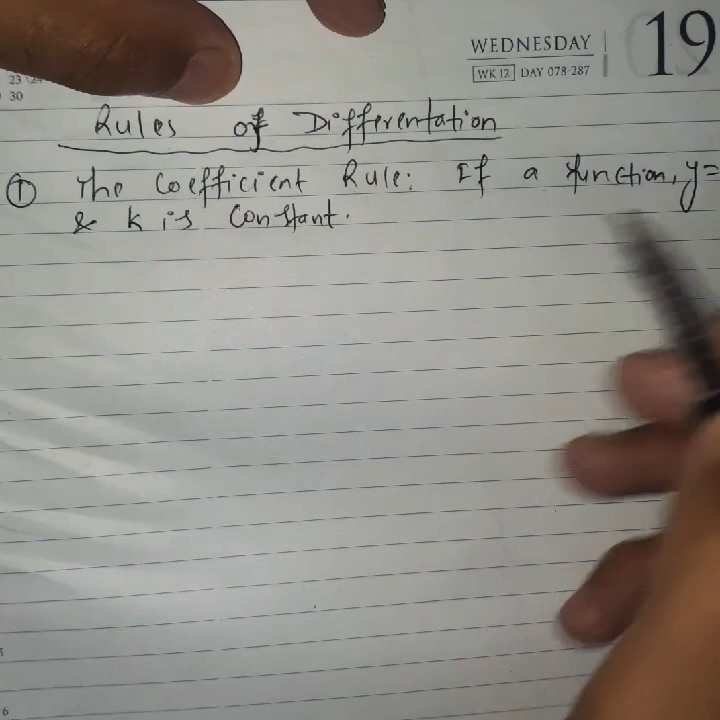 WEDNESDAY
19
WK 12 DAY 078-287
23
30
Rules of Differentation
① The Coefficient Rule: If a function, y=
& k is Constant.
6